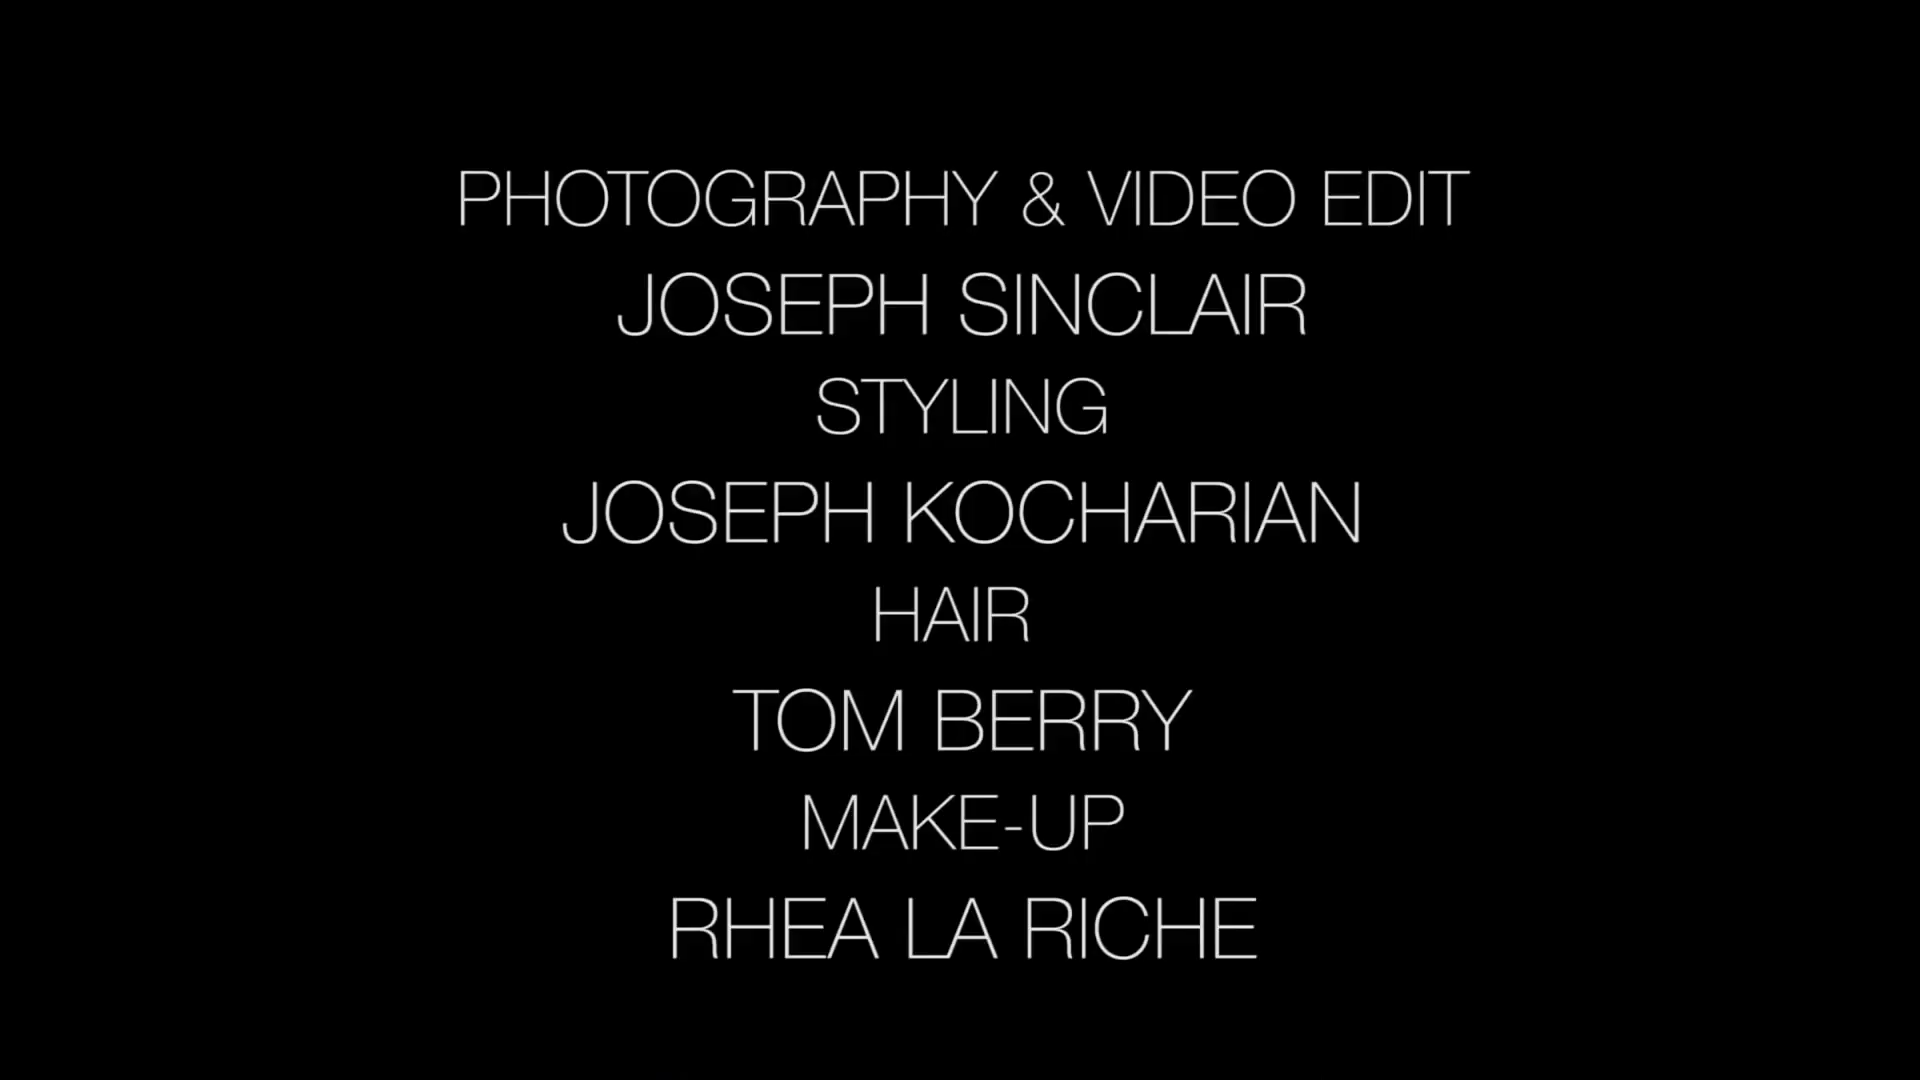 PHOTOGRAPHY & VIDEO EDIT
JOSEPH SINCLAIR
STYLING
JOSEPH KOCHARIAN
HAIR
TOM BERRY
MAKE-UP
RHEA LA RICHE